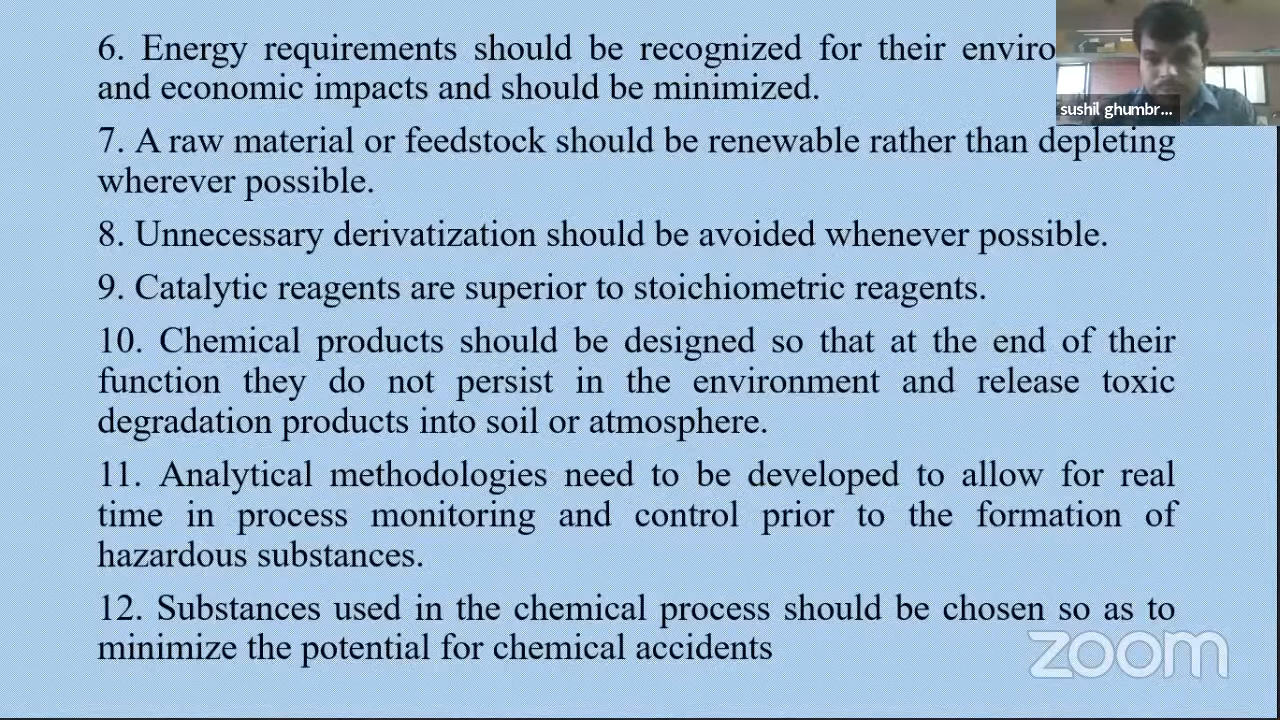 6. Energy requirements should be recognized for their enviro
and economic impacts and should be minimized.
sushil ghumbr...
7. A raw material or feedstock should be renewable rather than depleting
wherever possible.
8. Unnecessary derivatization should be avoided whenever possible.
9. Catalytic reagents are superior to stoichiometric reagents.
10. Chemical products should be designed so that at the end of their
function they do not persist in the environment and release toxic
degradation products into soil or atmosphere.
11. Analytical methodologies need to be developed to allow for real
time in process monitoring and control prior to the formation of
hazardous substances.
12. Substances used in the chemical process should be chosen so as to
minimize the potential for chemical accidents
zoom